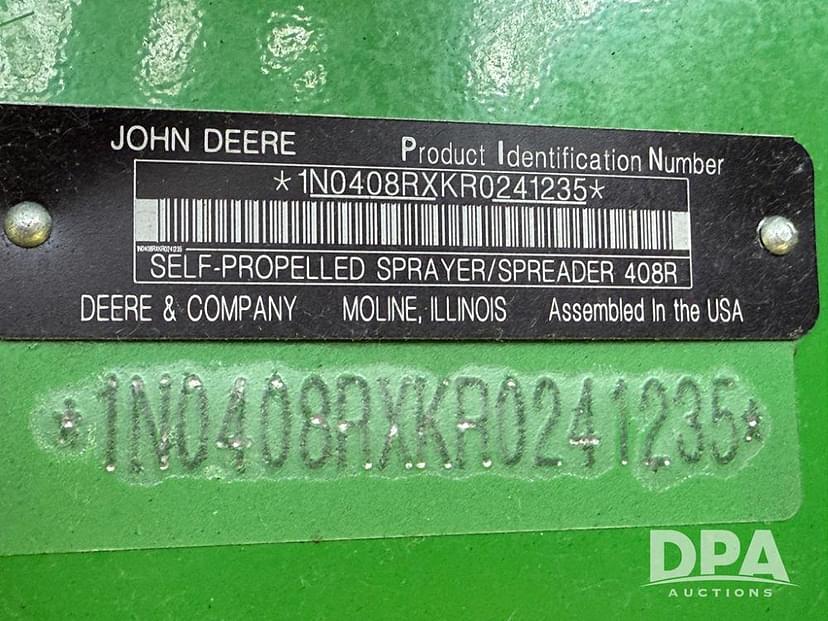 JOHN DEERE
Product Identification Number
*1N0408RXKR0241235*
1N0408RXKR0241235
SELF-PROPELLED SPRAYER/SPREADER 408R
DEERE & COMPANY MOLINE, ILLINOIS Assembled In the USA
*1N0408RXKR0241235*
DPA
AUCTIONS